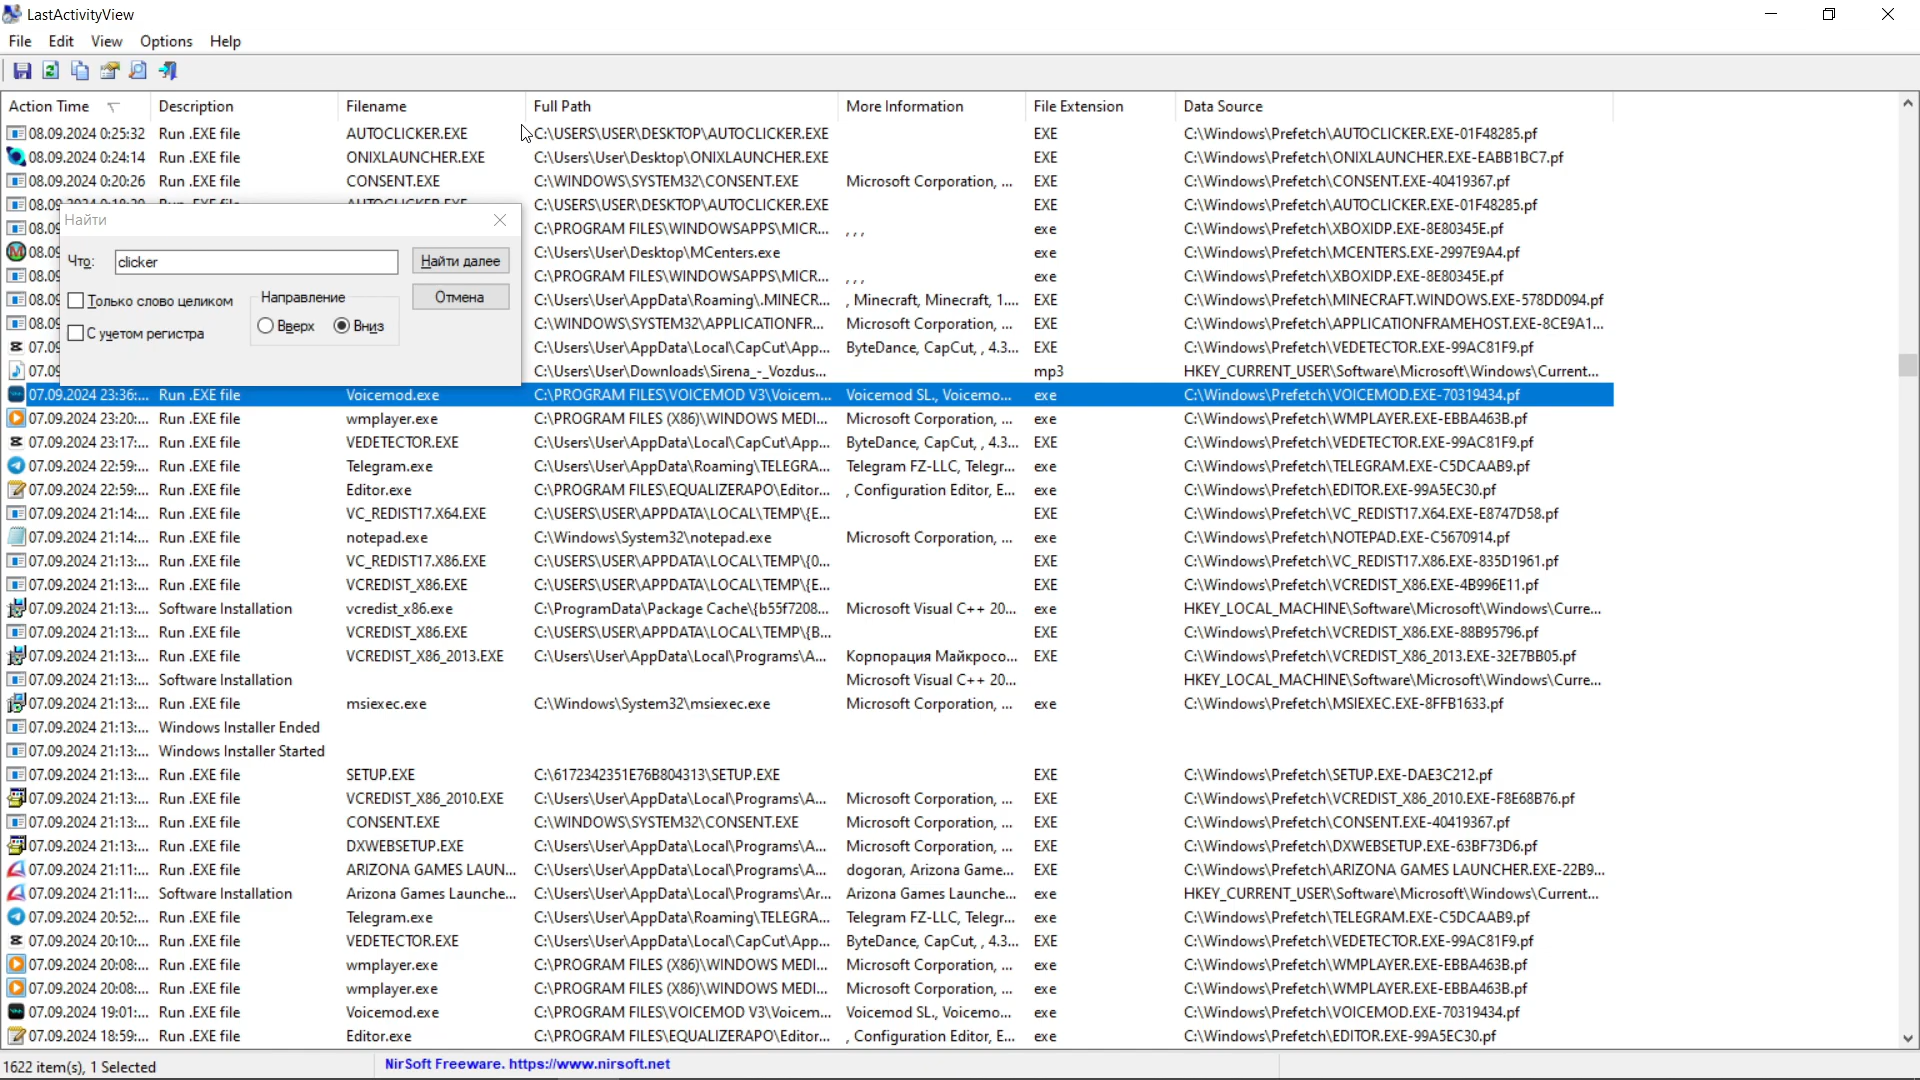 LastActivityView
File Edit View Options Help
Action Time Description Filename Full Path More Information File Extension Data Source
08.09.2024 0:25:32 Run .EXE file AUTOCLICKER.EXE C:\USERS\USER\DESKTOP\AUTOCLICKER.EXE EXE C:\Windows\Prefetch\AUTOCLICKER.EXE-01F48285.pf
08.09.2024 0:24:14 Run .EXE file ONIXLAUNCHER.EXE C:\Users\User\Desktop\ONIXLAUNCHER.EXE EXE C:\Windows\Prefetch\ONIXLAUNCHER.EXE-EABB1BC7.pf
08.09.2024 0:20:26 Run .EXE file CONSENT.EXE C:\WINDOWS\SYSTEM32\CONSENT.EXE Microsoft Corporation, ... EXE C:\Windows\Prefetch\CONSENT.EXE-40419367.pf
08.09 C:\USERS\USER\DESKTOP\AUTOCLICKER.EXE EXE C:\Windows\Prefetch\AUTOCLICKER.EXE-01F48285.pf
08.09 C:\PROGRAM FILES\WINDOWSAPPS\MICR... , , , exe C:\Windows\Prefetch\XBOXIDP.EXE-8E80345E.pf
08.09 C:\Users\User\Desktop\MCenters.exe exe C:\Windows\Prefetch\MCENTERS.EXE-2997E9A4.pf
08.09 C:\PROGRAM FILES\WINDOWSAPPS\MICR... , , , exe C:\Windows\Prefetch\XBOXIDP.EXE-8E80345E.pf
08.09 C:\Users\User\AppData\Roaming\.MINECR... , Minecraft, Minecraft, 1.... EXE C:\Windows\Prefetch\MINECRAFT.WINDOWS.EXE-578DD094.pf
08.09 C:\WINDOWS\SYSTEM32\APPLICATIONFR... Microsoft Corporation, ... EXE C:\Windows\Prefetch\APPLICATIONFRAMEHOST.EXE-8CE9A1...
07.09 C:\Users\User\AppData\Local\CapCut\App... ByteDance, CapCut, , 4.3... EXE C:\Windows\Prefetch\VEDETECTOR.EXE-99AC81F9.pf
07.09 C:\Users\User\Downloads\Sirena_-_Vozdus... mp3 HKEY_CURRENT_USER\Software\Microsoft\Windows\Current...
Найти
Что: clicker Найти далее
Только слово целиком Направление Отмена
С учетом регистра Вверх Вниз
07.09.2024 23:36:... Run .EXE file Voicemod.exe C:\PROGRAM FILES\VOICEMOD V3\Voicem... Voicemod SL., Voicemo... exe C:\Windows\Prefetch\VOICEMOD.EXE-70319434.pf
07.09.2024 23:20:... Run .EXE file wmplayer.exe C:\PROGRAM FILES (X86)\WINDOWS MEDI... Microsoft Corporation, ... exe C:\Windows\Prefetch\WMPLAYER.EXE-EBBA463B.pf
07.09.2024 23:17:... Run .EXE file VEDETECTOR.EXE C:\Users\User\AppData\Local\CapCut\App... ByteDance, CapCut, , 4.3... EXE C:\Windows\Prefetch\VEDETECTOR.EXE-99AC81F9.pf
07.09.2024 22:59:... Run .EXE file Telegram.exe C:\Users\User\AppData\Roaming\TELEGRA... Telegram FZ-LLC, Telegr... exe C:\Windows\Prefetch\TELEGRAM.EXE-C5DCAAB9.pf
07.09.2024 22:59:... Run .EXE file Editor.exe C:\PROGRAM FILES\EQUALIZERAPO\Editor... , Configuration Editor, E... exe C:\Windows\Prefetch\EDITOR.EXE-99A5EC30.pf
07.09.2024 21:14:... Run .EXE file VC_REDIST17.X64.EXE C:\USERS\USER\APPDATA\LOCAL\TEMP\{E... EXE C:\Windows\Prefetch\VC_REDIST17.X64.EXE-E8747D58.pf
07.09.2024 21:14:... Run .EXE file notepad.exe C:\Windows\System32\notepad.exe Microsoft Corporation, ... exe C:\Windows\Prefetch\NOTEPAD.EXE-C5670914.pf
07.09.2024 21:13:... Run .EXE file VC_REDIST17.X86.EXE C:\USERS\USER\APPDATA\LOCAL\TEMP\{0... EXE C:\Windows\Prefetch\VC_REDIST17.X86.EXE-835D1961.pf
07.09.2024 21:13:... Run .EXE file VCREDIST_X86.EXE C:\USERS\USER\APPDATA\LOCAL\TEMP\{E... EXE C:\Windows\Prefetch\VCREDIST_X86.EXE-4B996E11.pf
07.09.2024 21:13:... Software Installation vcredist_x86.exe C:\ProgramData\Package Cache\{b55f7208... Microsoft Visual C++ 20... exe HKEY_LOCAL_MACHINE\Software\Microsoft\Windows\Curre...
07.09.2024 21:13:... Run .EXE file VCREDIST_X86.EXE C:\USERS\USER\APPDATA\LOCAL\TEMP\{B... EXE C:\Windows\Prefetch\VCREDIST_X86.EXE-88B95796.pf
07.09.2024 21:13:... Run .EXE file VCREDIST_X86_2013.EXE C:\Users\User\AppData\Local\Programs\A... Корпорация Майкросо... EXE C:\Windows\Prefetch\VCREDIST_X86_2013.EXE-32E7BB05.pf
07.09.2024 21:13:... Software Installation Microsoft Visual C++ 20... HKEY_LOCAL_MACHINE\Software\Microsoft\Windows\Curre...
07.09.2024 21:13:... Run .EXE file msiexec.exe C:\Windows\System32\msiexec.exe Microsoft Corporation, ... exe C:\Windows\Prefetch\MSIEXEC.EXE-8FFB1633.pf
07.09.2024 21:13:... Windows Installer Ended
07.09.2024 21:13:... Windows Installer Started
07.09.2024 21:13:... Run .EXE file SETUP.EXE C:\6172342351E76B804313\SETUP.EXE EXE C:\Windows\Prefetch\SETUP.EXE-DAE3C212.pf
07.09.2024 21:13:... Run .EXE file VCREDIST_X86_2010.EXE C:\Users\User\AppData\Local\Programs\A... Microsoft Corporation, ... EXE C:\Windows\Prefetch\VCREDIST_X86_2010.EXE-F8E68B76.pf
07.09.2024 21:13:... Run .EXE file CONSENT.EXE C:\WINDOWS\SYSTEM32\CONSENT.EXE Microsoft Corporation, ... EXE C:\Windows\Prefetch\CONSENT.EXE-40419367.pf
07.09.2024 21:13:... Run .EXE file DXWEBSETUP.EXE C:\Users\User\AppData\Local\Programs\A... Microsoft Corporation, ... EXE C:\Windows\Prefetch\DXWEBSETUP.EXE-63BF73D6.pf
07.09.2024 21:11:... Run .EXE file ARIZONA GAMES LAUN... C:\Users\User\AppData\Local\Programs\A... dogoran, Arizona Game... EXE C:\Windows\Prefetch\ARIZONA GAMES LAUNCHER.EXE-22B9...
07.09.2024 21:11:... Software Installation Arizona Games Launche... C:\Users\User\AppData\Local\Programs\Ar... Arizona Games Launche... exe HKEY_CURRENT_USER\Software\Microsoft\Windows\Current...
07.09.2024 20:52:... Run .EXE file Telegram.exe C:\Users\User\AppData\Roaming\TELEGRA... Telegram FZ-LLC, Telegr... exe C:\Windows\Prefetch\TELEGRAM.EXE-C5DCAAB9.pf
07.09.2024 20:10:... Run .EXE file VEDETECTOR.EXE C:\Users\User\AppData\Local\CapCut\App... ByteDance, CapCut, , 4.3... EXE C:\Windows\Prefetch\VEDETECTOR.EXE-99AC81F9.pf
07.09.2024 20:08:... Run .EXE file wmplayer.exe C:\PROGRAM FILES (X86)\WINDOWS MEDI... Microsoft Corporation, ... exe C:\Windows\Prefetch\WMPLAYER.EXE-EBBA463B.pf
07.09.2024 20:08:... Run .EXE file wmplayer.exe C:\PROGRAM FILES (X86)\WINDOWS MEDI... Microsoft Corporation, ... exe C:\Windows\Prefetch\WMPLAYER.EXE-EBBA463B.pf
07.09.2024 19:01:... Run .EXE file Voicemod.exe C:\PROGRAM FILES\VOICEMOD V3\Voicem... Voicemod SL., Voicemo... exe C:\Windows\Prefetch\VOICEMOD.EXE-70319434.pf
07.09.2024 18:59:... Run .EXE file Editor.exe C:\PROGRAM FILES\EQUALIZERAPO\Editor... , Configuration Editor, E... exe C:\Windows\Prefetch\EDITOR.EXE-99A5EC30.pf
1622 item(s), 1 Selected NirSoft Freeware. https://www.nirsoft.net